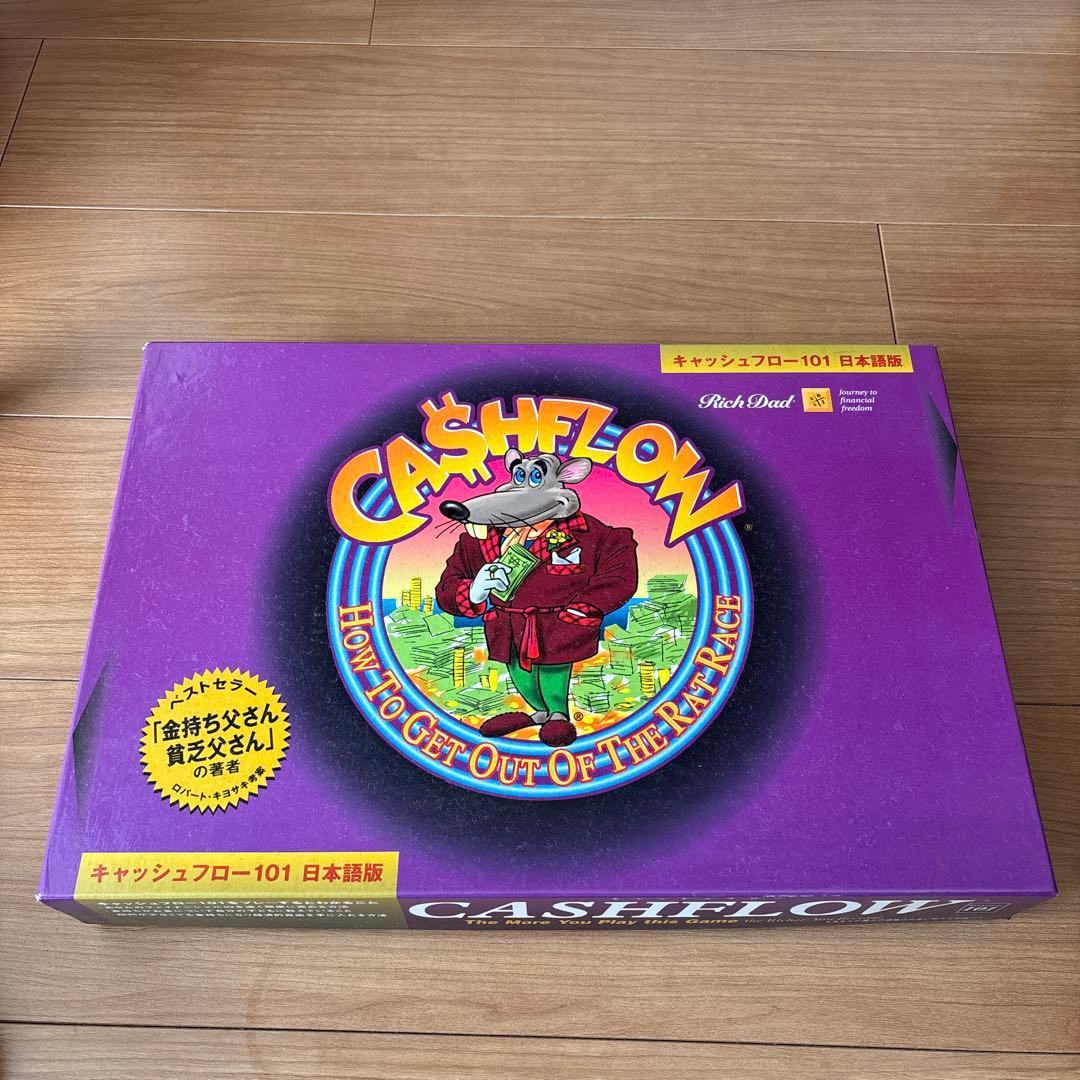 キャッシュフロー101 日本語版
Rich Dad
journey to
financial
freedom
CA$HFLOW®
HOW TO GET OUT OF THE RAT RACE
®
ベストセラー
「金持ち父さん
貧乏父さん」
の著者
ロバート・キヨサキ考案
キャッシュフロー101 日本語版
CASHFLOW
The More You Play this Game